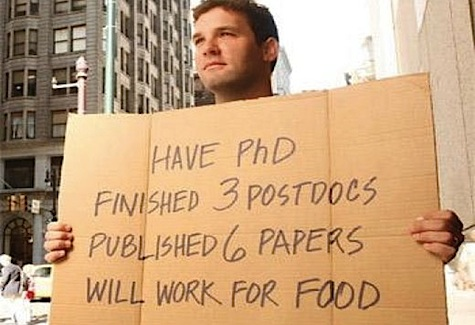 HAVE PhD
FINISHED 3 POSTDOCS
PUBLISHED 6 PAPERS
WILL WORK FOR FOOD